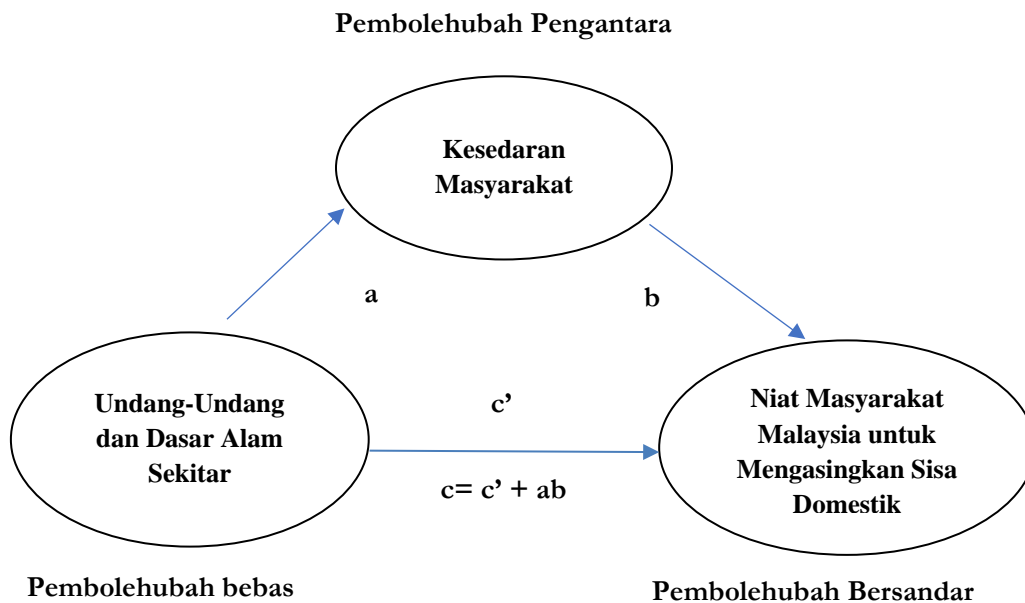 Pembolehubah Pengantara
Kesedaran
Masyarakat
a
b
Undang-Undang
dan Dasar Alam
Sekitar
c’
c= c’ + ab
Niat Masyarakat
Malaysia untuk
Mengasingkan Sisa
Domestik
Pembolehubah bebas
Pembolehubah Bersandar